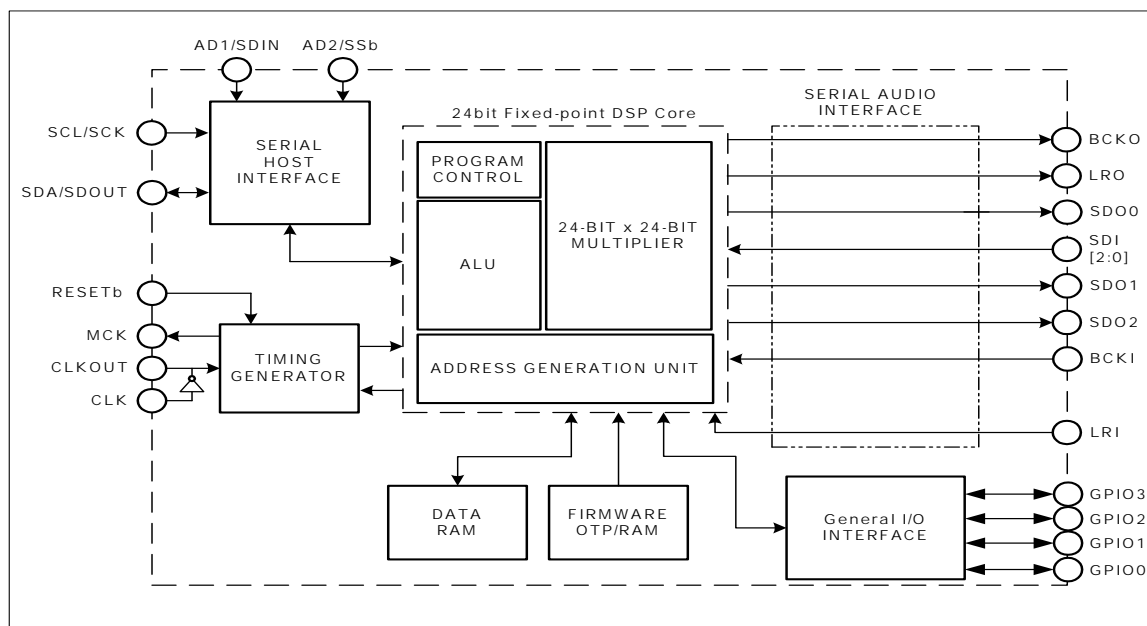 AD1/SDIN
AD2/SSb
SERIAL AUDIO
INTERFACE
24bit Fixed-point DSP Core
SCL/SCK
SERIAL
HOST
INTERFACE
SDA/SDOUT
PROGRAM
CONTROL
24-BIT x 24-BIT
MULTIPLIER
ALU
ADDRESS GENERATION UNIT
BCKO
LRO
SDO0
SDI
[2:0]
SDO1
SDO2
BCKI
LRI
RESETb
MCK
CLKOUT
CLK
TIMING
GENERATOR
DATA
RAM
FIRMWARE
OTP/RAM
General I/O
INTERFACE
GPIO3
GPIO2
GPIO1
GPIO0